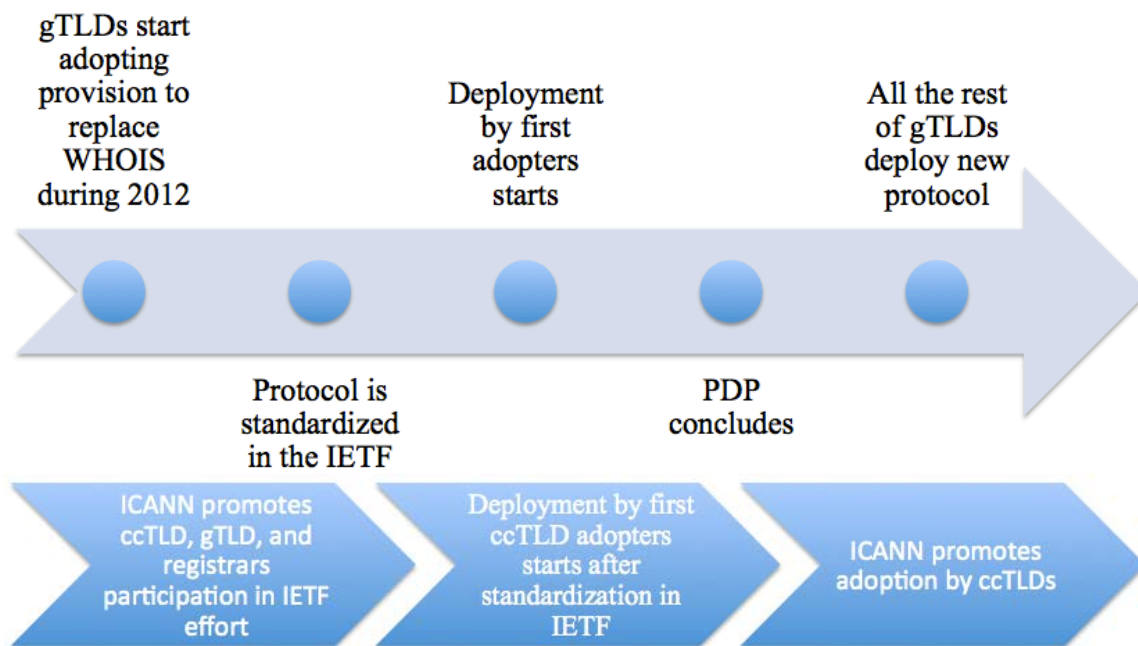 gTLDs start
adopting
provision to
replace
WHOIS
during 2012
Deployment
by first
adopters
starts
All the rest
of gTLDs
deploy new
protocol
Protocol is
standardized
in the IETF
PDP
concludes
ICANN promotes
ccTLD, gTLD, and
registrars
participation in IETF
effort
Deployment by first
ccTLD adopters
starts after
standardization in
IETF
ICANN promotes
adoption by ccTLDs